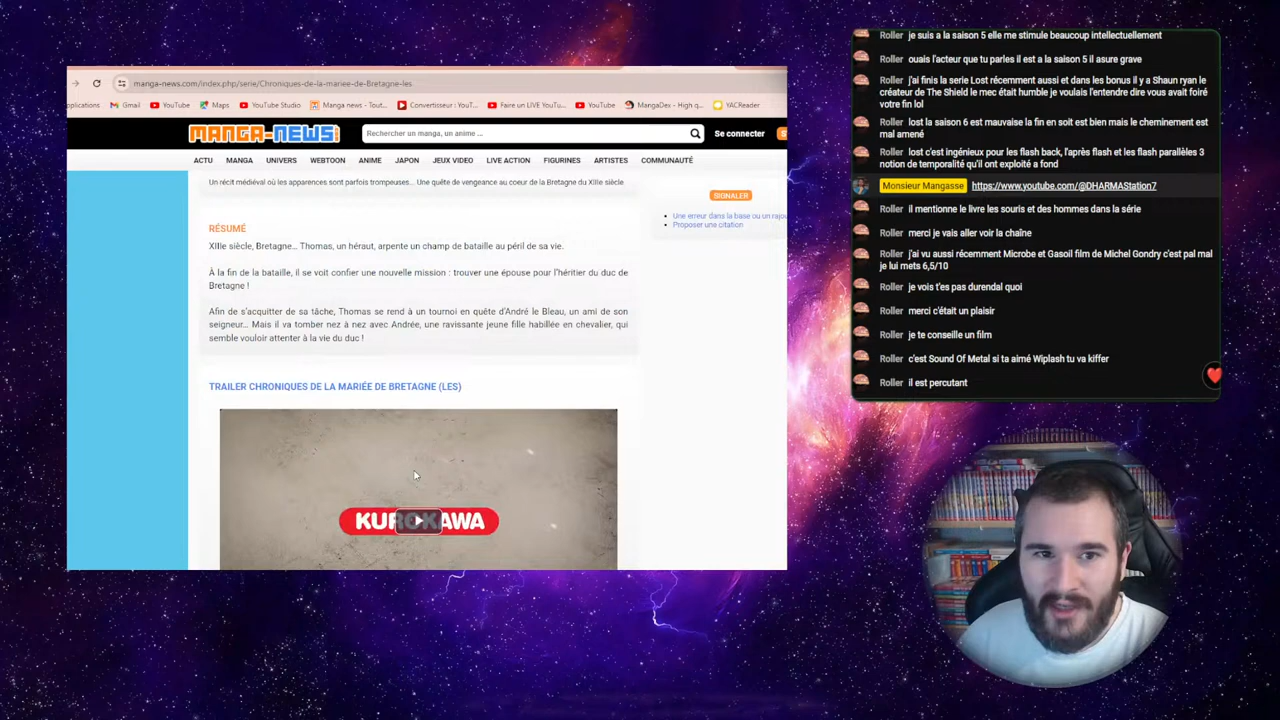 manga-news.com/index.php/serie/Chroniques-de-la-mariee-de-Bretagne-les
Gmail
YouTube
Maps
YouTube Studio
Manga news - Tout...
Convertisseur : YouT...
Faire un LIVE YouTu...
YouTube
MangaDex - High q...
YACReader
MANGA-NEWS
Rechercher un manga, un anime ...
Se connecter
ACTU
MANGA
UNIVERS
WEBTOON
ANIME
JAPON
JEUX VIDEO
LIVE ACTION
FIGURINES
ARTISTES
COMMUNAUTÉ
Un récit médiéval où les apparences sont parfois trompeuses... Une quête de vengeance au coeur de la Bretagne du XIIIe siècle.
RÉSUMÉ
XIIIe siècle, Bretagne… Thomas, un héraut, arpente un champ de bataille au péril de sa vie.
À la fin de la bataille, il se voit confier une nouvelle mission : trouver une épouse pour l'héritier du duc de
Bretagne !
Afin de s'acquitter de sa tâche, Thomas se rend à un tournoi en quête d'André le Bleau, un ami de son
seigneur… Mais il va tomber nez à nez avec Andrée, une ravissante jeune fille habillée en chevalier, qui
semble vouloir attenter à la vie du duc !
TRAILER CHRONIQUES DE LA MARIÉE DE BRETAGNE (LES)
KUROKAWA
SIGNALER
Une erreur dans la base ou un
Proposer une citation
Roller je suis a la saison 5 elle me stimule beaucoup intellectuellement
Roller ouais l'acteur que tu parles il est a la saison 5 il asure grave
Roller j'ai finis la serie Lost récemment aussi et dans les bonus il y a Shaun ryan le
créateur de The Shield le mec était humble je voulais l'entendre dire vous avait foiré
votre fin lol
Roller lost la saison 6 est mauvaise la fin en soit est bien mais le cheminement est
mal amené
Roller lost c'est ingénieux pour les flash back, l'après flash et les flash parallèles 3
notion de temporalité qu'ils ont exploité a fond
Monsieur Mangasse https://www.youtube.com/@DHARMAStation7
Roller il mentionne le livre les souris et des hommes dans la série
Roller merci je vais aller voir la chaîne
Roller j'ai vu aussi récemment Microbe et Gasoil film de Michel Gondry c'est pal mal
je lui mets 6,5/10
Roller je vois t'es pas durendal quoi
Roller merci c'était un plaisir
Roller je te conseille un film
Roller c'est Sound Of Metal si ta aimé Wiplash tu va kiffer
Roller il est percutant